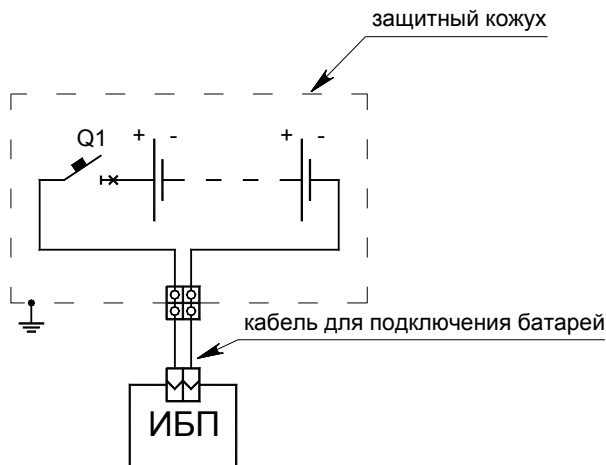 защитный кожух
Q1 + - + -
кабель для подключения батарей
ИБП